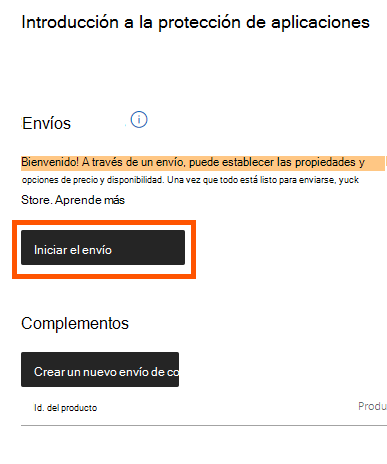 Introducción a la protección de aplicaciones
Envíos
Bienvenido! A través de un envío, puede establecer las propiedades y
opciones de precio y disponibilidad. Una vez que todo está listo para enviarse, yuck
Store. Aprende más
Iniciar el envío
Complementos
Crear un nuevo envío de co
Id. del producto
Produ